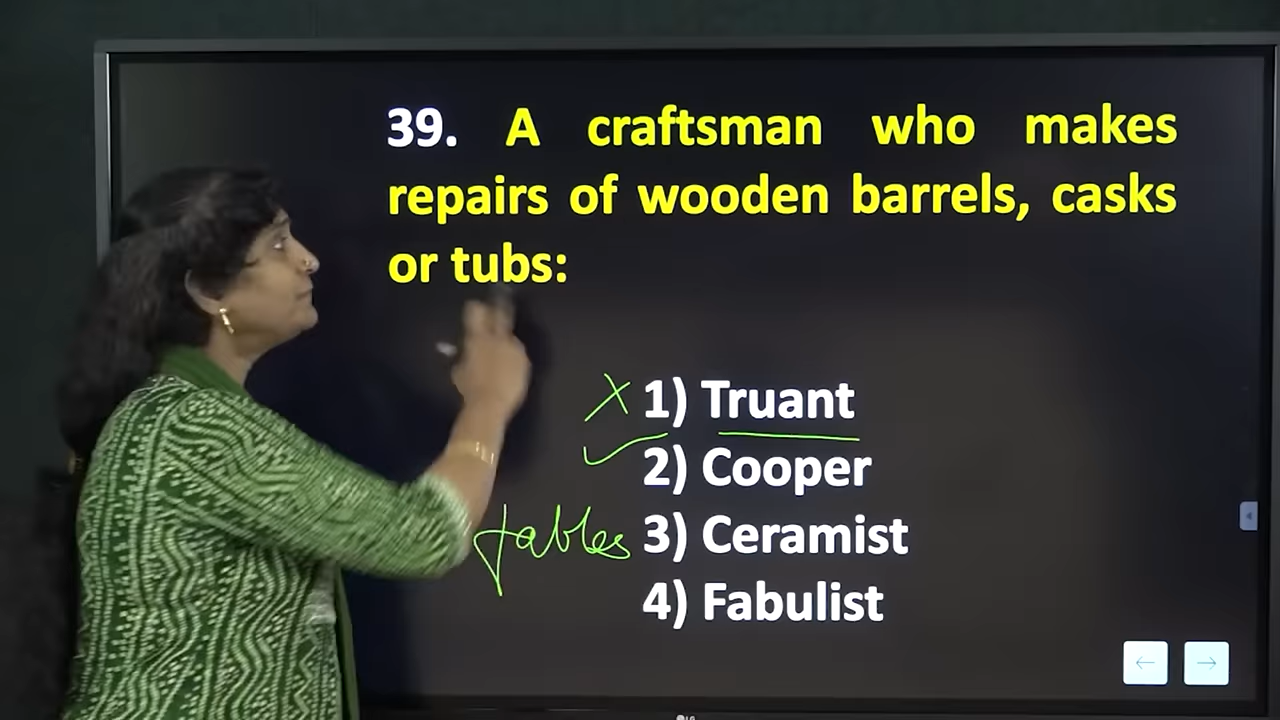 39. A craftsman who makes
repairs of wooden barrels, casks
or tubs:
1) Truant
2) Cooper
fables 3) Ceramist
4) Fabulist
LG